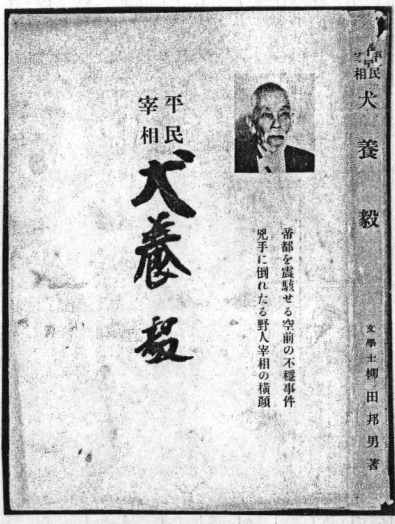 平民
宰相
犬養毅
帝都を震駭せる空前の不穏事件
兇手に倒れたる野人宰相の横顔
平民
宰相
犬養毅
文學士 柳田邦男著